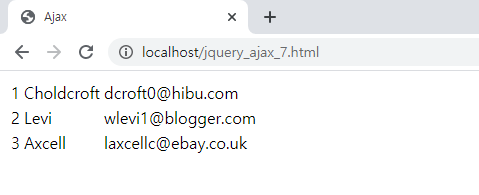 Ajax
localhost/jquery_ajax_7.html
1 Choldcroft dcroft0@hibu.com
2 Levi wlevi1@blogger.com
3 Axcell laxcellc@ebay.co.uk